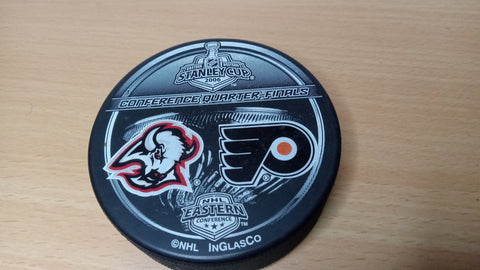 STANLEY CUP
2006
CONFERENCE QUARTER-FINALS
NHL
EASTERN
CONFERENCE
©NHL INGLASCO